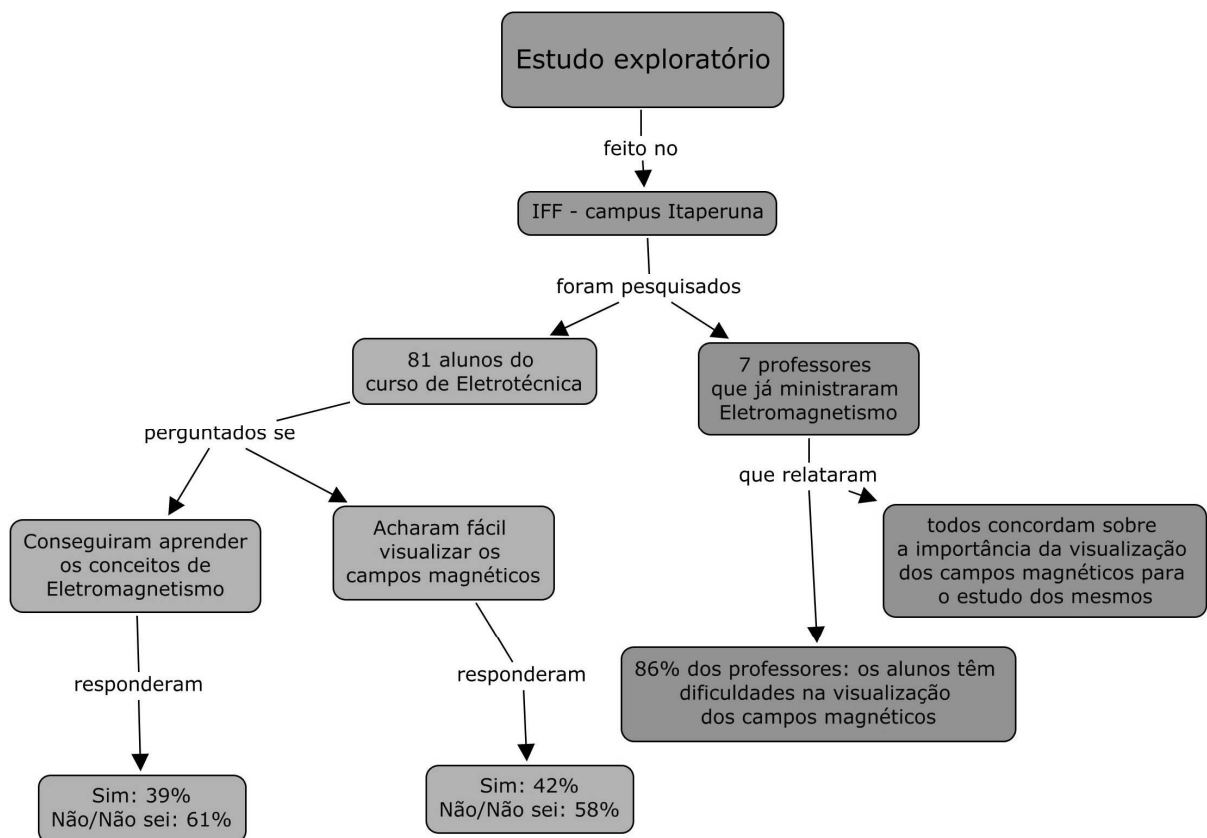 Estudo exploratório
feito no
IFF - campus Itaperuna
foram pesquisados
81 alunos do
curso de Eletrotécnica
perguntados se
Conseguiram aprender
os conceitos de
Eletromagnetismo
responderam
Sim: 39%
Não/Não sei: 61%
Acharam fácil
visualizar os
campos magnéticos
responderam
Sim: 42%
Não/Não sei: 58%
7 professores
que já ministraram
Eletromagnetismo
que relataram
todos concordam sobre
a importância da visualização
dos campos magnéticos para
o estudo dos mesmos
86% dos professores: os alunos têm
dificuldades na visualização
dos campos magnéticos